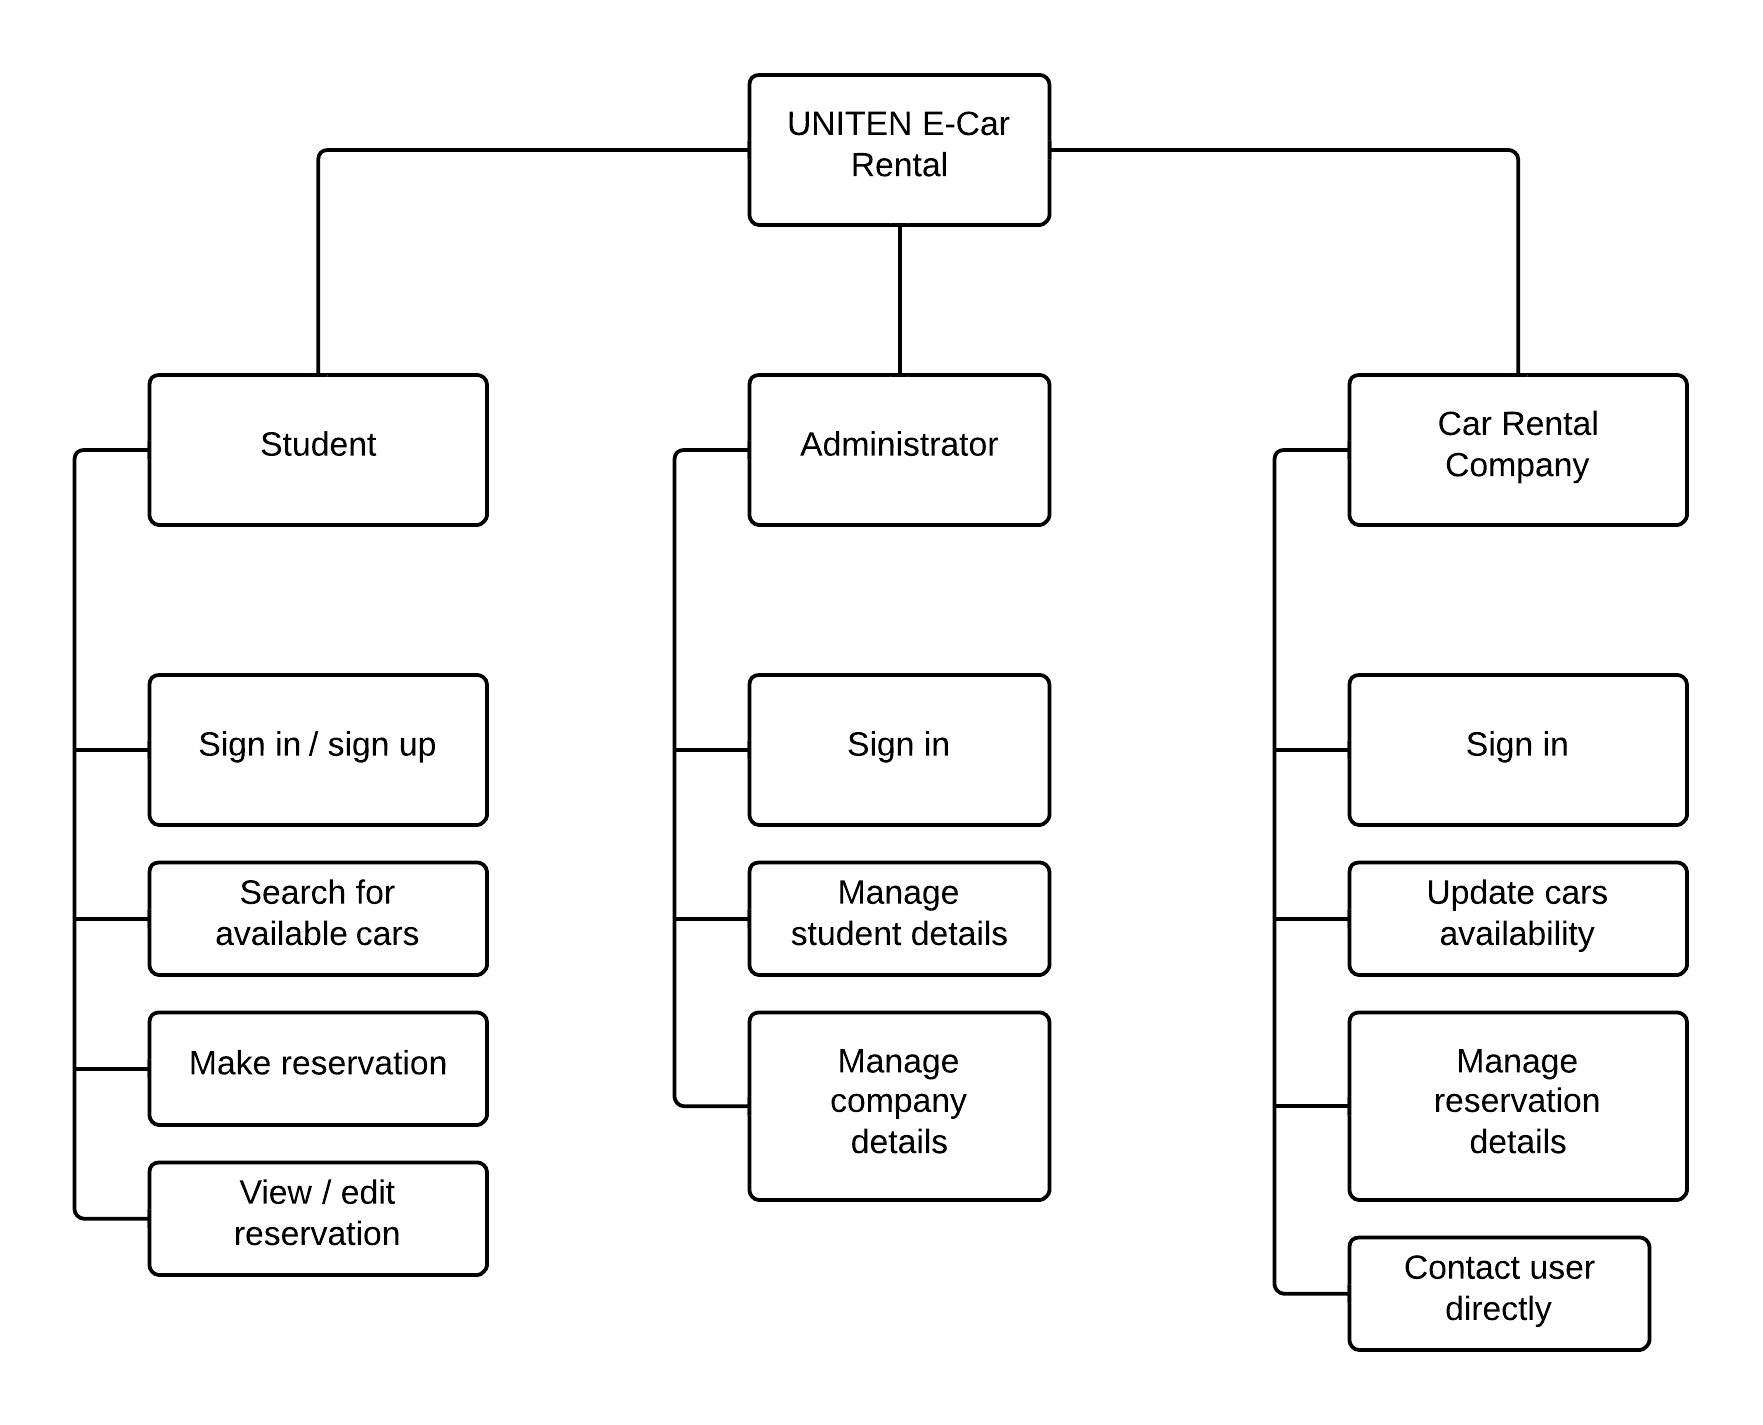 UNITEN E-Car
Rental
Student
Administrator
Car Rental
Company
Sign in / sign up
Sign in
Sign in
Search for
available cars
Manage
student details
Update cars
availability
Make reservation
Manage
company
details
Manage
reservation
details
View / edit
reservation
Contact user
directly